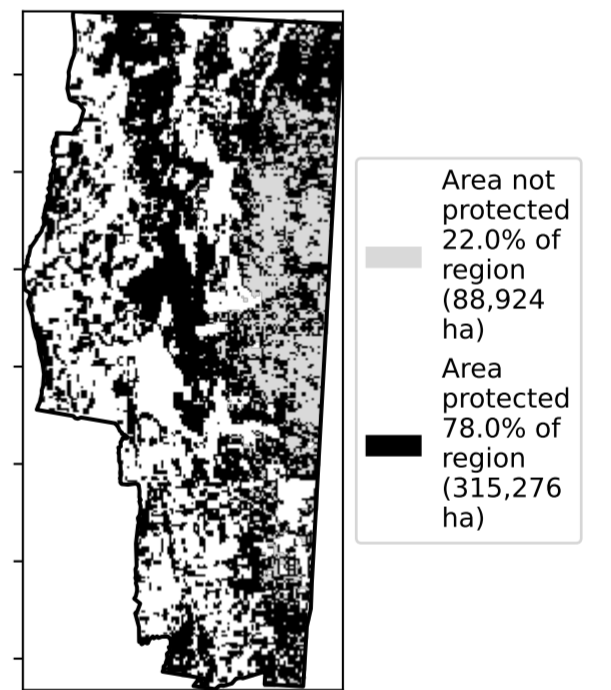 Area not
protected
22.0% of
region
(88,924
ha)
Area
protected
78.0% of
region
(315,276
ha)